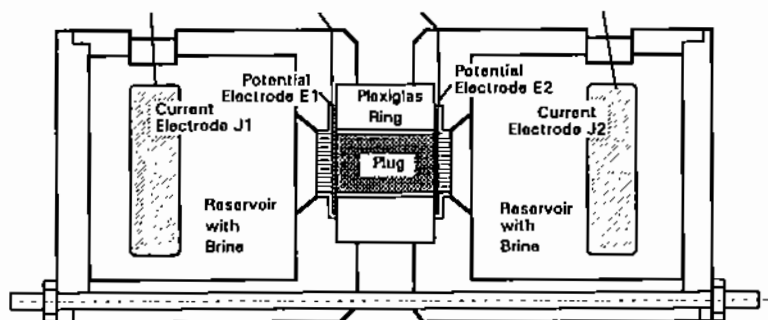 Potential
Electrode E1
Potential
Electrode E2
Plexiglas
Ring
Current
Electrode J1
Current
Electrode J2
Plug
Reservoir
with
Brine
Reservoir
with
Brine